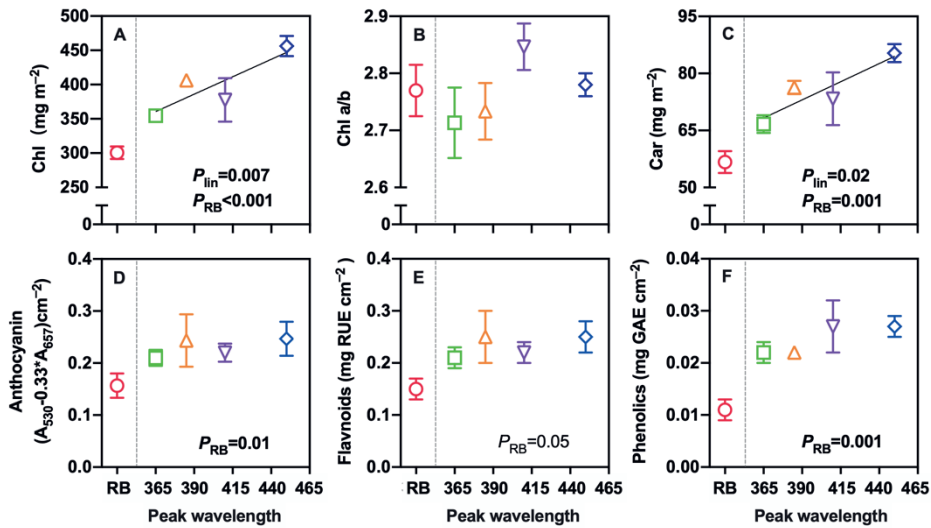 A
Chl (mg m⁻²)
500
450
400
350
300
250
0
P_lin=0.007
P_RB<0.001
B
Chl a/b
2.9
2.8
2.7
2.6
0
C
Car (mg m⁻²)
95
80
65
50
0
P_lin=0.02
P_RB=0.001
D
Anthocyanin
(A₅₃₀-0.33*A₆₅₇)cm⁻²)
0.4
0.3
0.2
0.1
0.0
P_RB=0.01
RB 365 390 415 440 465
Peak wavelength
E
Flavnoids (mg RUE cm⁻²)
0.4
0.3
0.2
0.1
0.0
P_RB=0.05
RB 365 390 415 440 465
Peak wavelength
F
Phenolics (mg GAE cm⁻²)
0.04
0.03
0.02
0.01
0.00
P_RB=0.001
RB 365 390 415 440 465
Peak wavelength